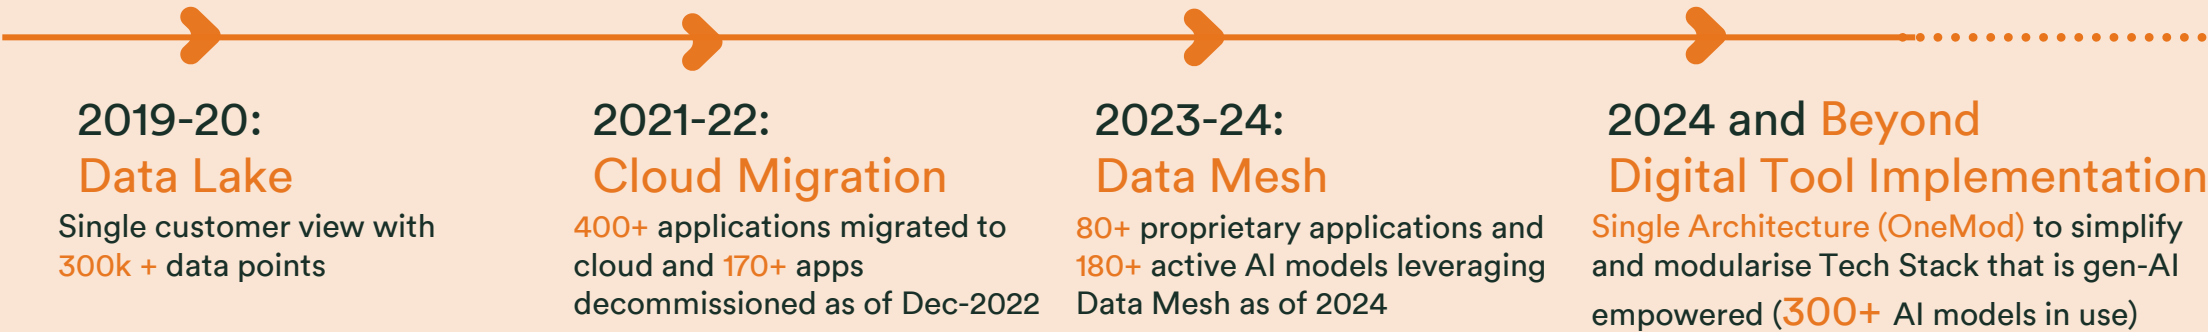 2019-20:
Data Lake
Single customer view with
300k + data points
2021-22:
Cloud Migration
400+ applications migrated to
cloud and 170+ apps
decommissioned as of Dec-2022
2023-24:
Data Mesh
80+ proprietary applications and
180+ active AI models leveraging
Data Mesh as of 2024
2024 and Beyond
Digital Tool Implementation
Single Architecture (OneMod) to simplify
and modularise Tech Stack that is gen-AI
empowered (300+ AI models in use)